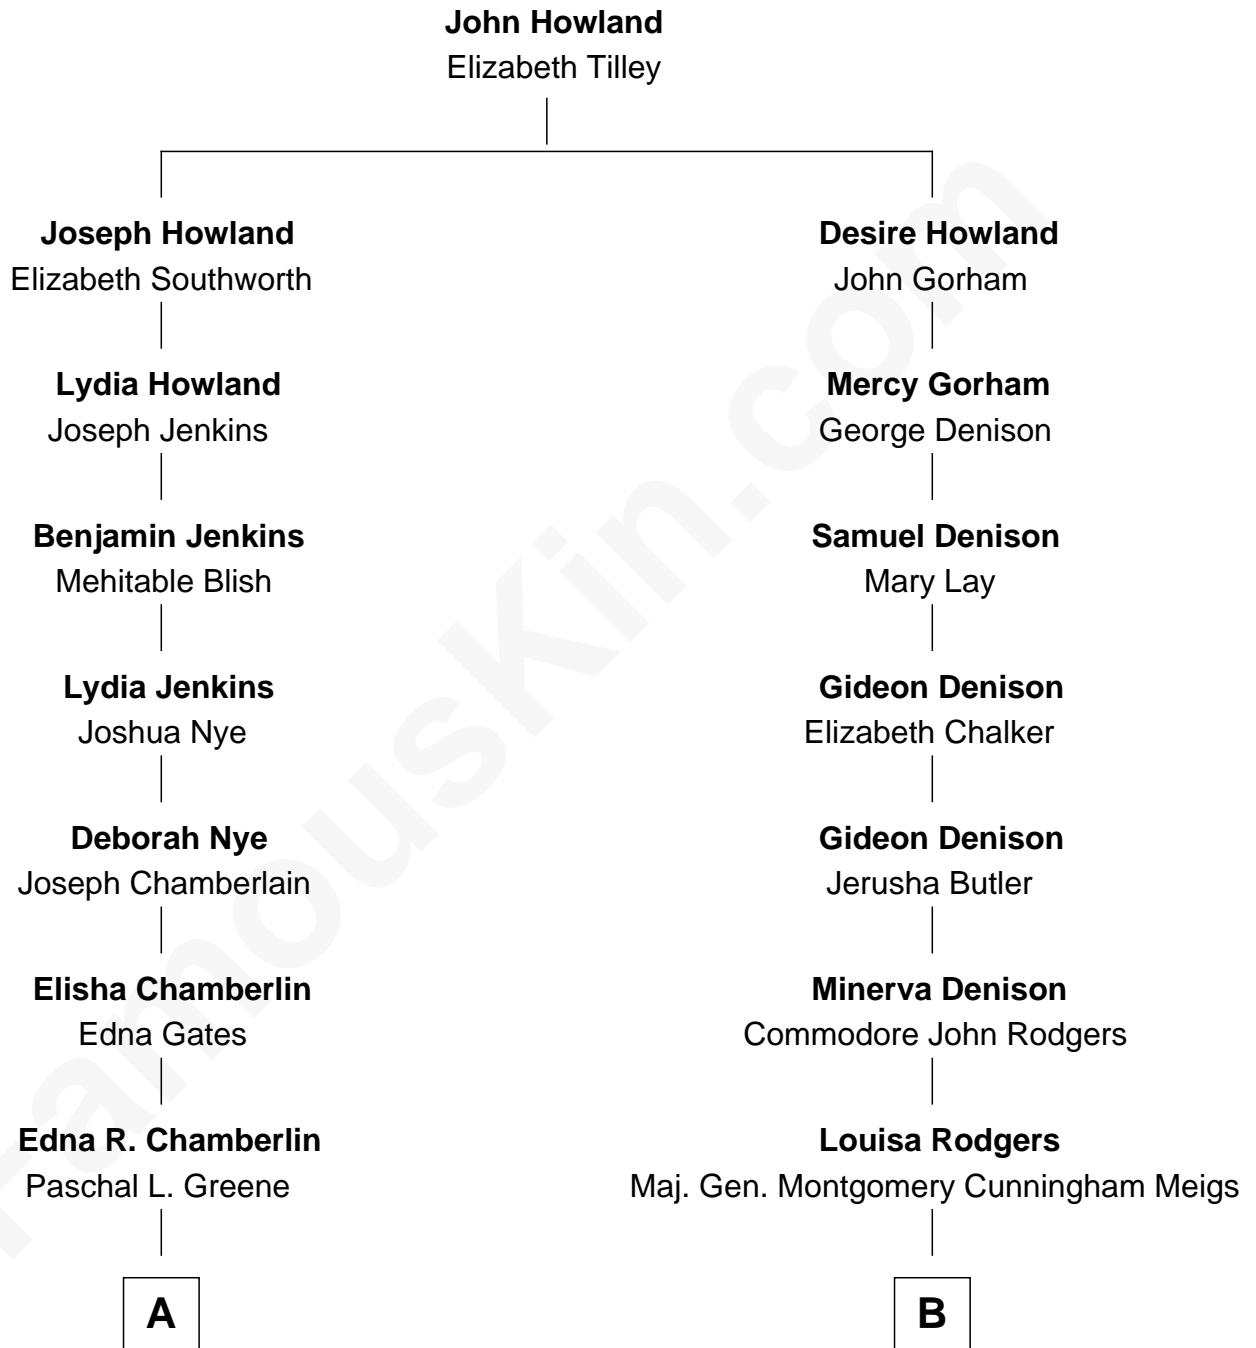 John Howland
Elizabeth Tilley
Joseph Howland
Elizabeth Southworth
Desire Howland
John Gorham
Lydia Howland
Joseph Jenkins
Mercy Gorham
George Denison
Benjamin Jenkins
Mehitable Blish
Samuel Denison
Mary Lay
Lydia Jenkins
Joshua Nye
Gideon Denison
Elizabeth Chalker
Deborah Nye
Joseph Chamberlain
Gideon Denison
Jerusha Butler
Elisha Chamberlin
Edna Gates
Minerva Denison
Commodore John Rodgers
Edna R. Chamberlin
Paschal L. Greene
Louisa Rodgers
Maj. Gen. Montgomery Cunningham Meigs
A
B
FamousKin.com